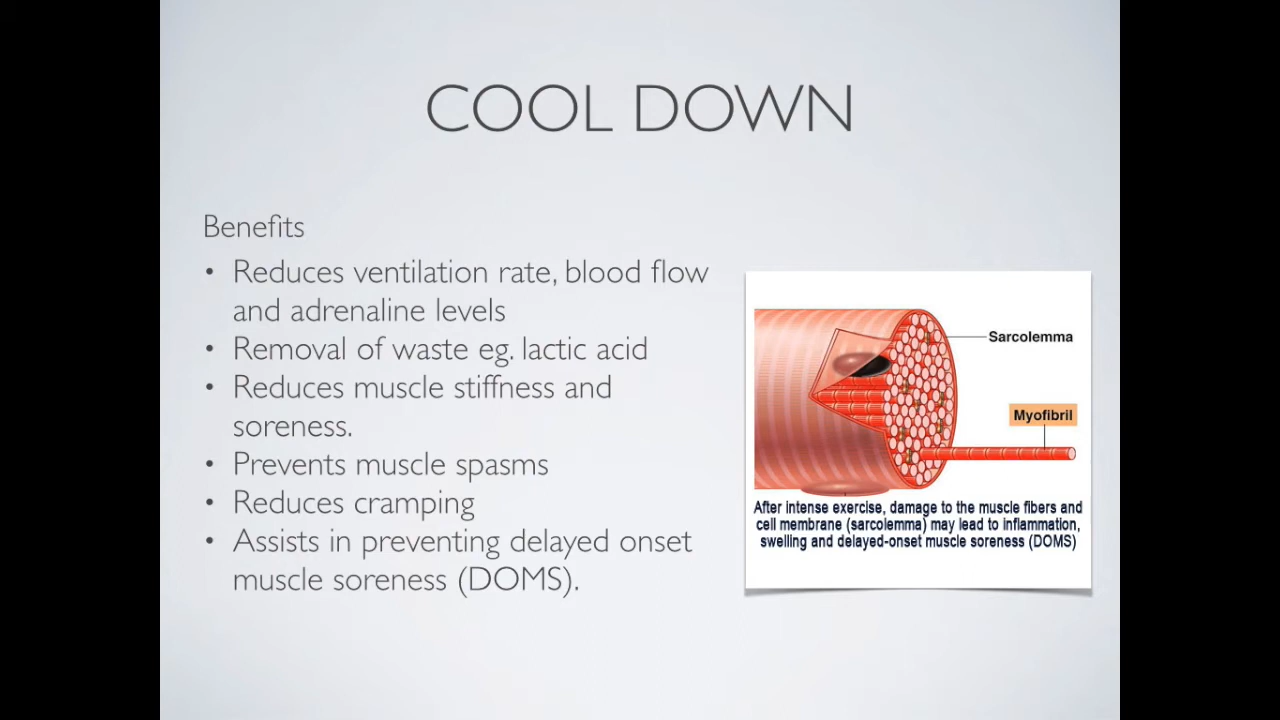 COOL DOWN
Benefits
• Reduces ventilation rate, blood flow
and adrenaline levels
• Removal of waste eg. lactic acid
• Reduces muscle stiffness and
soreness.
• Prevents muscle spasms
• Reduces cramping
• Assists in preventing delayed onset
muscle soreness (DOMS).
Sarcolemma
Myofibril
After intense exercise, damage to the muscle fibers and
cell membrane (sarcolemma) may lead to inflammation,
swelling and delayed-onset muscle soreness (DOMS)